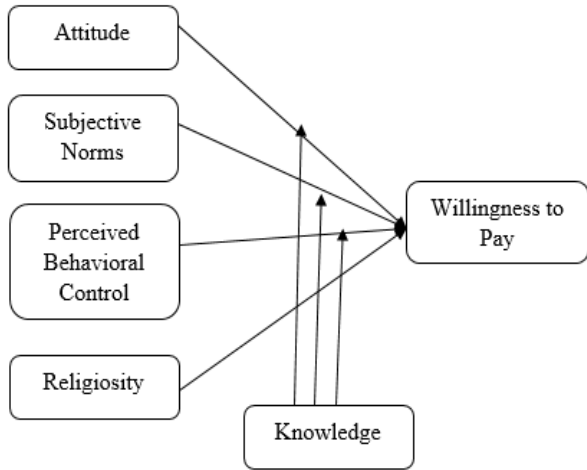 Attitude
Subjective
Norms
Perceived
Behavioral
Control
Religiosity
Willingness to
Pay
Knowledge